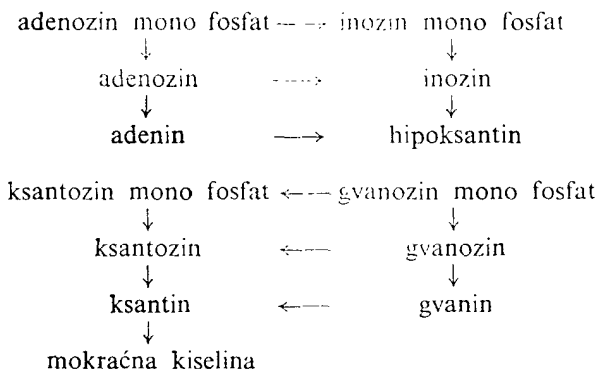 adenozin mono fosfat --→ inozin mono fosfat
↓ ↓
adenozin ----→ inozin
↓ ↓
adenin —→ hipoksantin
ksantozin mono fosfat ←-- gvanozin mono fosfat
↓ ↓
ksantozin ←— gvanozin
↓ ↓
ksantin ←— gvanin
↓
mokraćna kiselina